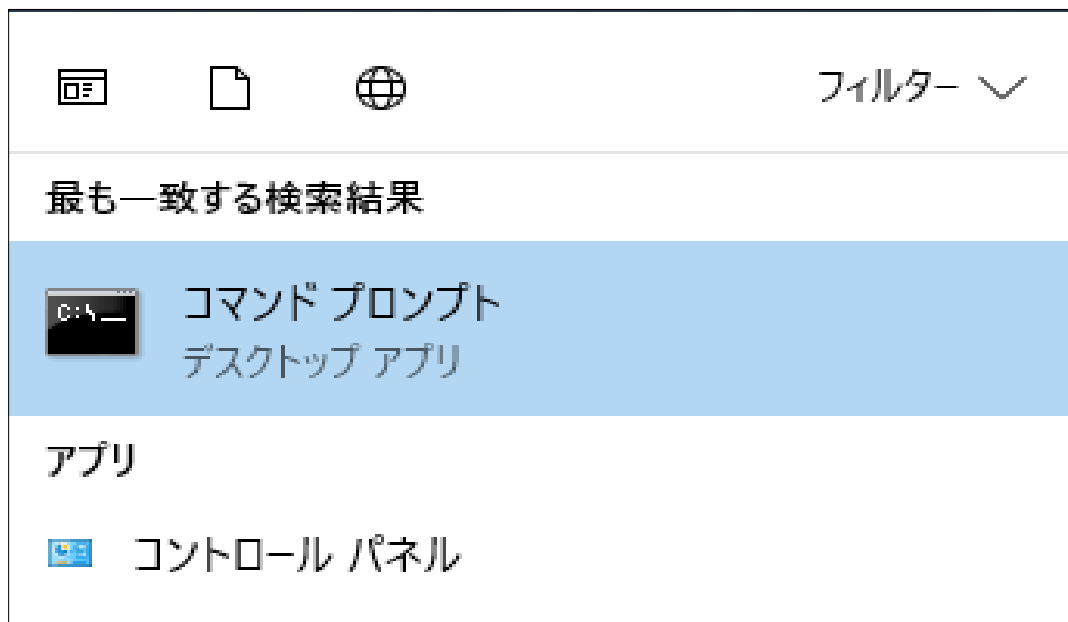 フィルター
最も一致する検索結果
C:\_
コマンド プロンプト
デスクトップ アプリ
アプリ
コントロール パネル